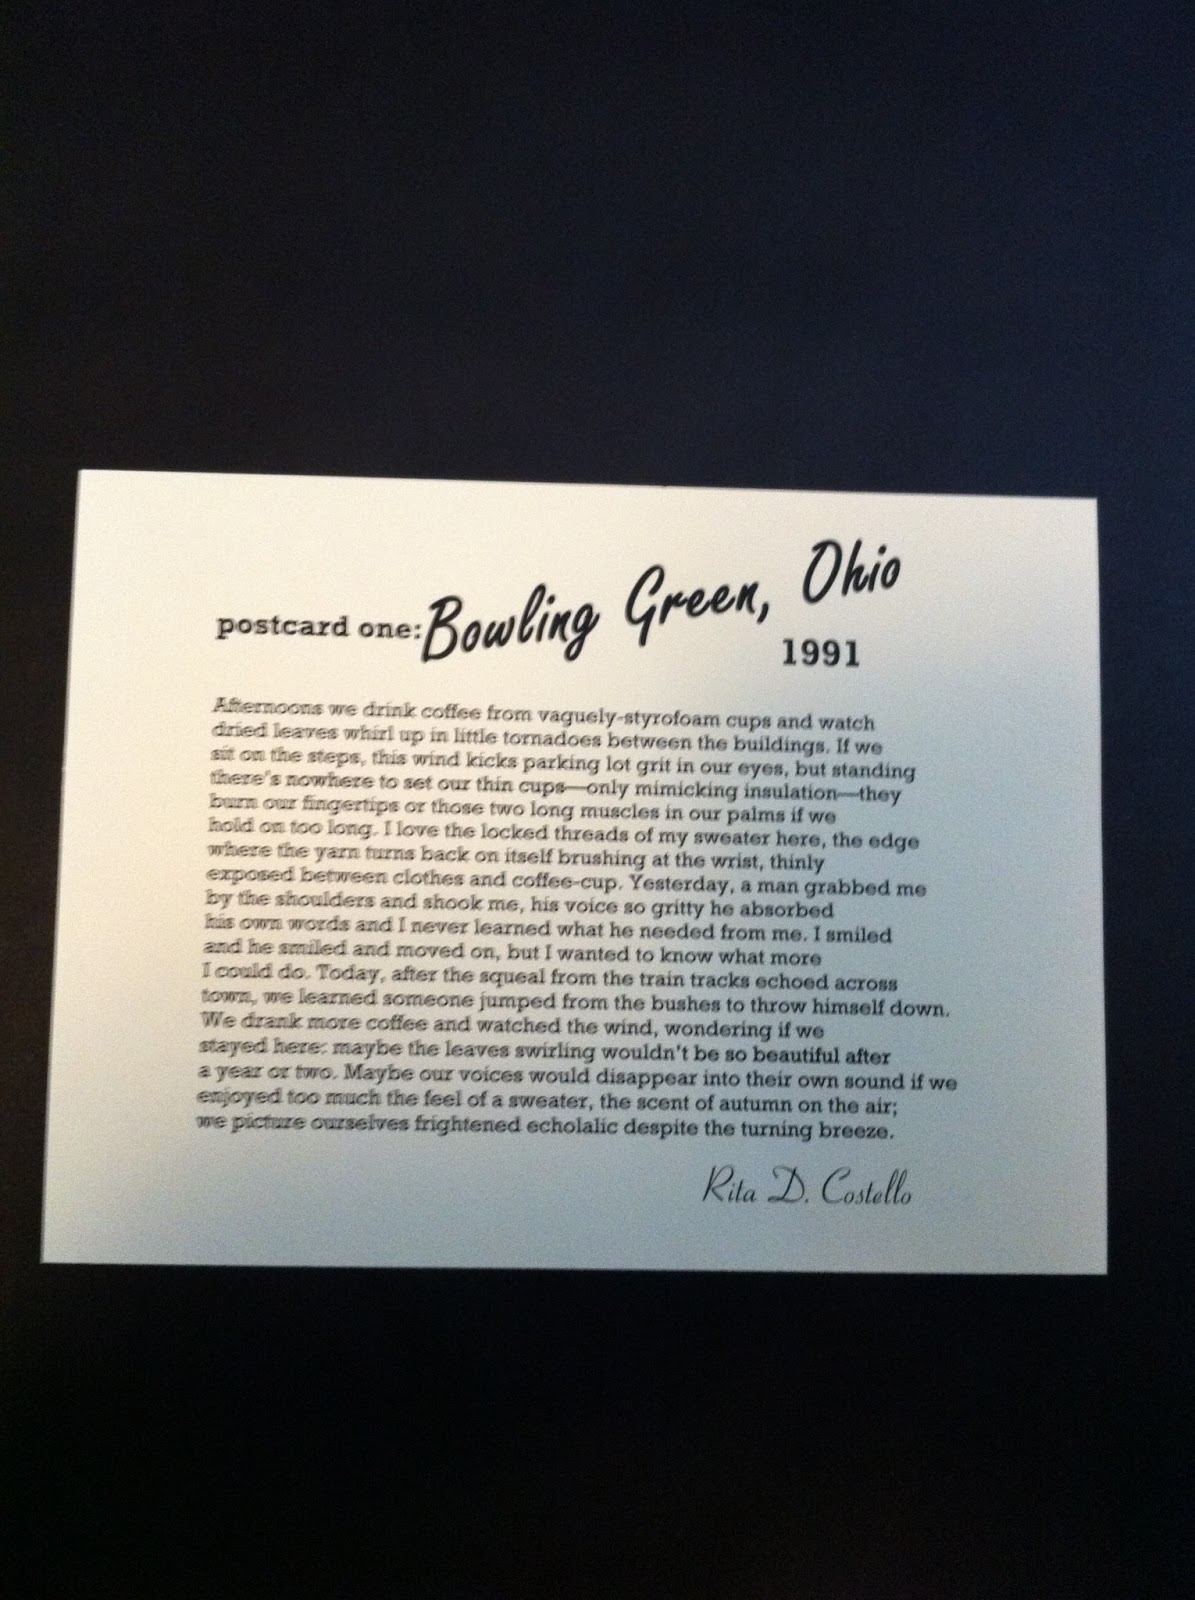 postcard one: Bowling Green, Ohio
1991
Afternoons we drink coffee from vaguely-styrofoam cups and watch
dried leaves whirl up in little tornadoes between the buildings. If we
sit on the steps, this wind kicks parking lot grit in our eyes, but standing
there's nowhere to set our thin cups—only mimicking insulation—they
burn our fingertips or those two long muscles in our palms if we
hold on too long. I love the locked threads of my sweater here, the edge
where the yarn turns back on itself brushing at the wrist, thinly
exposed between clothes and coffee-cup. Yesterday, a man grabbed me
by the shoulders and shook me, his voice so gritty he absorbed
his own words and I never learned what he needed from me. I smiled
and he smiled and moved on, but I wanted to know what more
I could do. Today, after the squeal from the train tracks echoed across
town, we learned someone jumped from the bushes to throw himself down.
We drank more coffee and watched the wind, wondering if we
stayed here: maybe the leaves swirling wouldn't be so beautiful after
a year or two. Maybe our voices would disappear into their own sound if we
enjoyed too much the feel of a sweater, the scent of autumn on the air;
we picture ourselves frightened echolalic despite the turning breeze.
Rita D. Costello